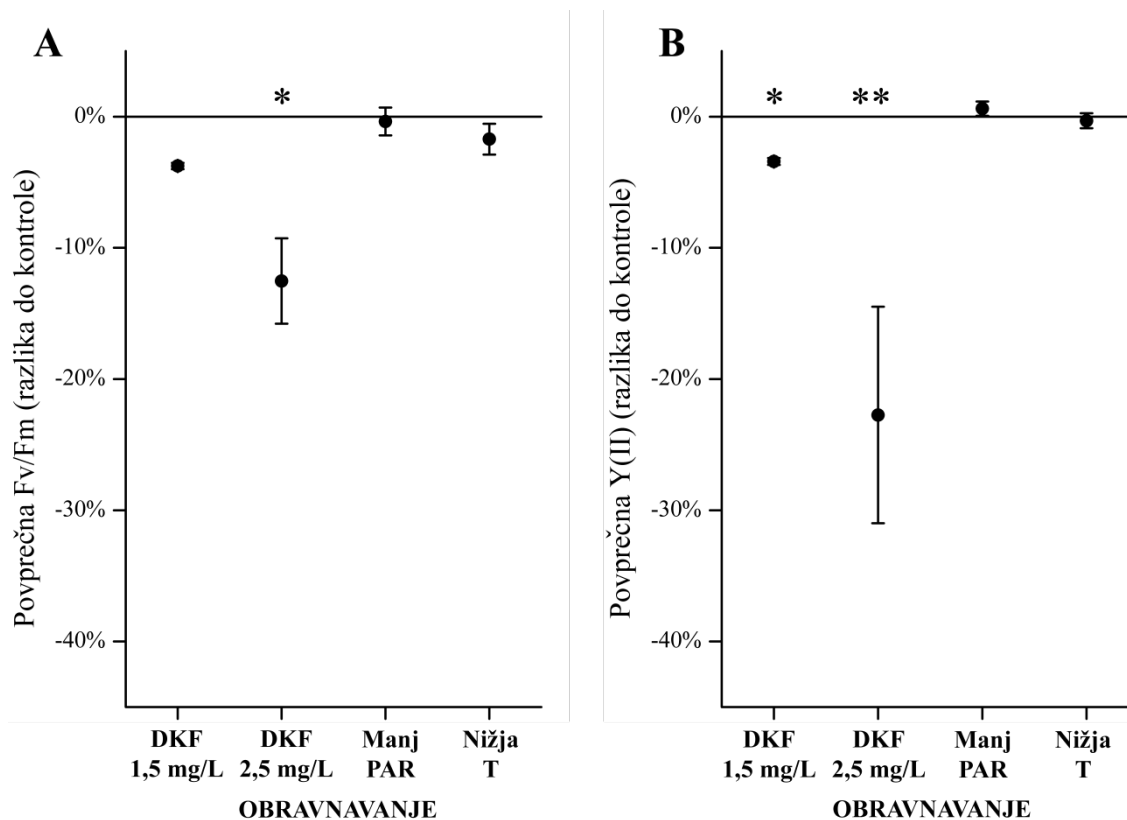 A
*
0%
-10%
-20%
-30%
-40%
Povprečna Fv/Fm (razlika do kontrole)
DKF DKF Manj Nižja
1,5 mg/L 2,5 mg/L PAR T
OBRAVNAVANJE
B
* **
0%
-10%
-20%
-30%
-40%
Povprečna Y(II) (razlika do kontrole)
DKF DKF Manj Nižja
1,5 mg/L 2,5 mg/L PAR T
OBRAVNAVANJE